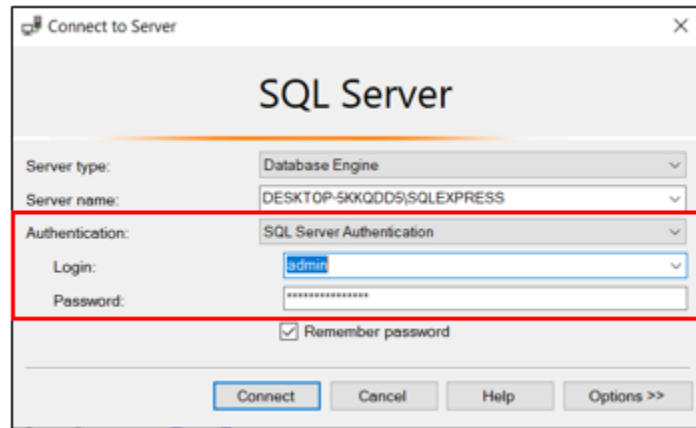 Connect to Server
SQL Server
Server type: Database Engine
Server name: DESKTOP-5KKQDD5\SQLEXPRESS
Authentication: SQL Server Authentication
Login: admin
Password: ***************
Remember password
Connect Cancel Help Options >>